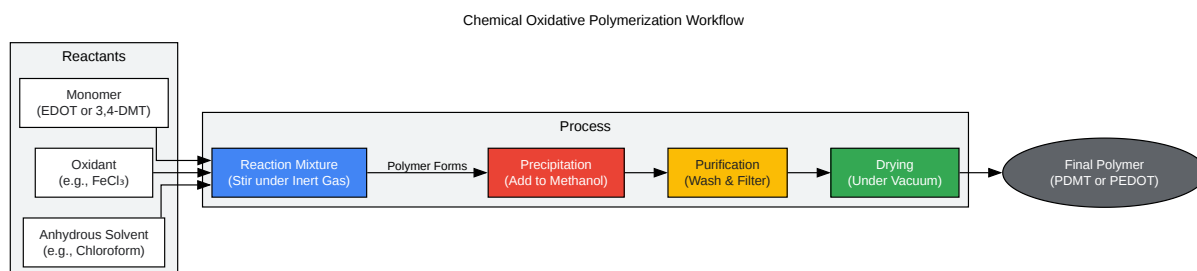 Chemical Oxidative Polymerization Workflow
Reactants
Monomer
(EDOT or 3,4-DMT)
Oxidant
(e.g., FeCl₃)
Anhydrous Solvent
(e.g., Chloroform)
Process
Reaction Mixture
(Stir under Inert Gas)
Polymer Forms
Precipitation
(Add to Methanol)
Purification
(Wash & Filter)
Drying
(Under Vacuum)
Final Polymer
(PDMT or PEDOT)